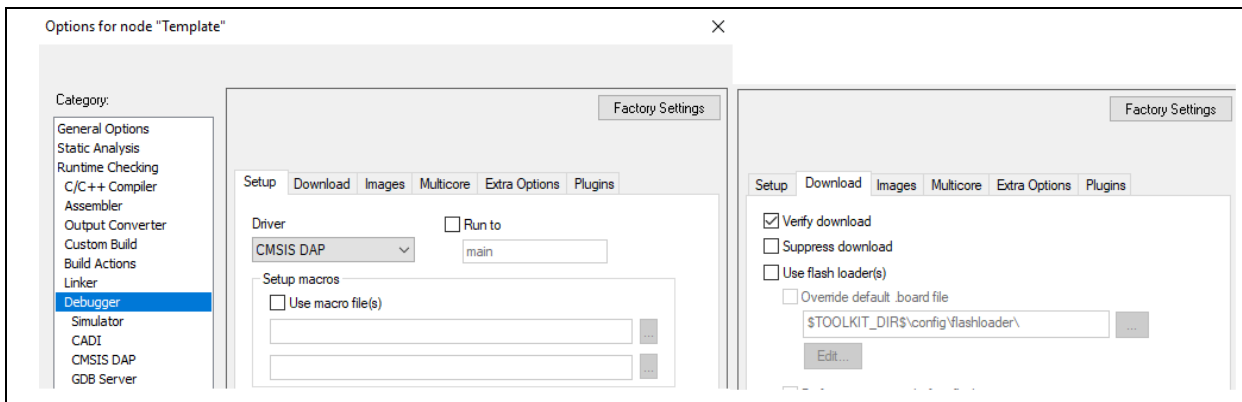 Options for node "Template"
Category:
General Options
Static Analysis
Runtime Checking
C/C++ Compiler
Assembler
Output Converter
Custom Build
Build Actions
Linker
Debugger
Simulator
CADI
CMSIS DAP
GDB Server
Factory Settings
Setup Download Images Multicore Extra Options Plugins
Driver
Run to
CMSIS DAP
main
Setup macros
Use macro file(s)
...
...
Factory Settings
Setup Download Images Multicore Extra Options Plugins
Verify download
Suppress download
Use flash loader(s)
Override default .board file
$TOOLKIT_DIR$\config\flashloader\
...
Edit...